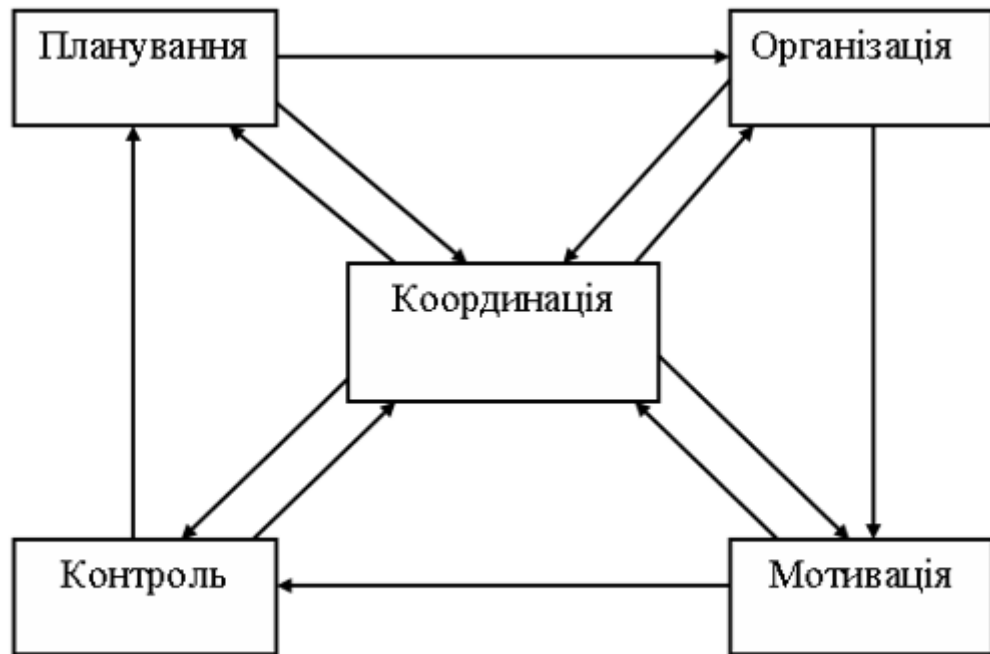 Планування
Організація
Координація
Контроль
Мотивація